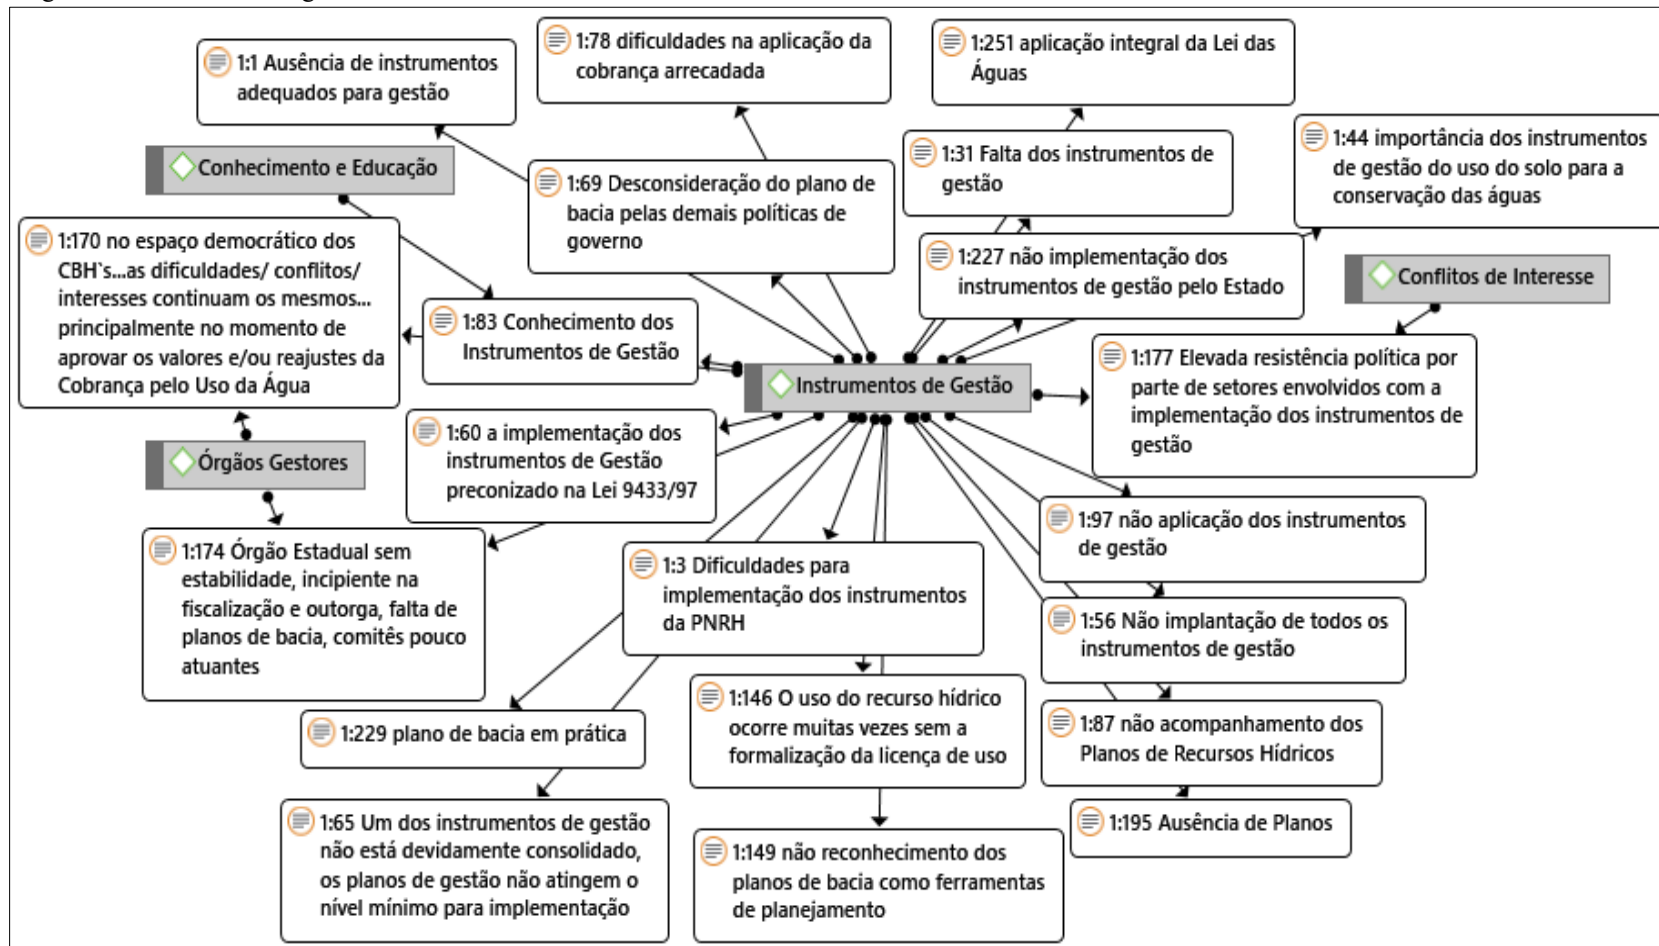 1:78 dificuldades na aplicação da
cobrança arrecadada
1:251 aplicação integral da Lei das
Águas
1:1 Ausência de instrumentos
adequados para gestão
1:44 importância dos instrumentos
de gestão do uso do solo para a
conservação das águas
1:31 Falta dos instrumentos de
gestão
Conhecimento e Educação
1:69 Desconsideração do plano de
bacia pelas demais políticas de
governo
1:170 no espaço democrático dos
CBH`s...as dificuldades/ conflitos/
interesses continuam os mesmos...
principalmente no momento de
aprovar os valores e/ou reajustes da
Cobrança pelo Uso da Água
1:227 não implementação dos
instrumentos de gestão pelo Estado
Conflitos de Interesse
1:83 Conhecimento dos
Instrumentos de Gestão
1:177 Elevada resistência política por
parte de setores envolvidos com a
implementação dos instrumentos de
gestão
Instrumentos de Gestão
1:60 a implementação dos
instrumentos de Gestão
preconizado na Lei 9433/97
Órgãos Gestores
1:97 não aplicação dos instrumentos
de gestão
1:174 Órgão Estadual sem
estabilidade, incipiente na
fiscalização e outorga, falta de
planos de bacia, comitês pouco
atuantes
1:3 Dificuldades para
implementação dos instrumentos
da PNRH
1:56 Não implantação de todos os
instrumentos de gestão
1:146 O uso do recurso hídrico
ocorre muitas vezes sem a
formalização da licença de uso
1:87 não acompanhamento dos
Planos de Recursos Hídricos
1:229 plano de bacia em prática
1:65 Um dos instrumentos de gestão
não está devidamente consolidado,
os planos de gestão não atingem o
nível mínimo para implementação
1:195 Ausência de Planos
1:149 não reconhecimento dos
planos de bacia como ferramentas
de planejamento